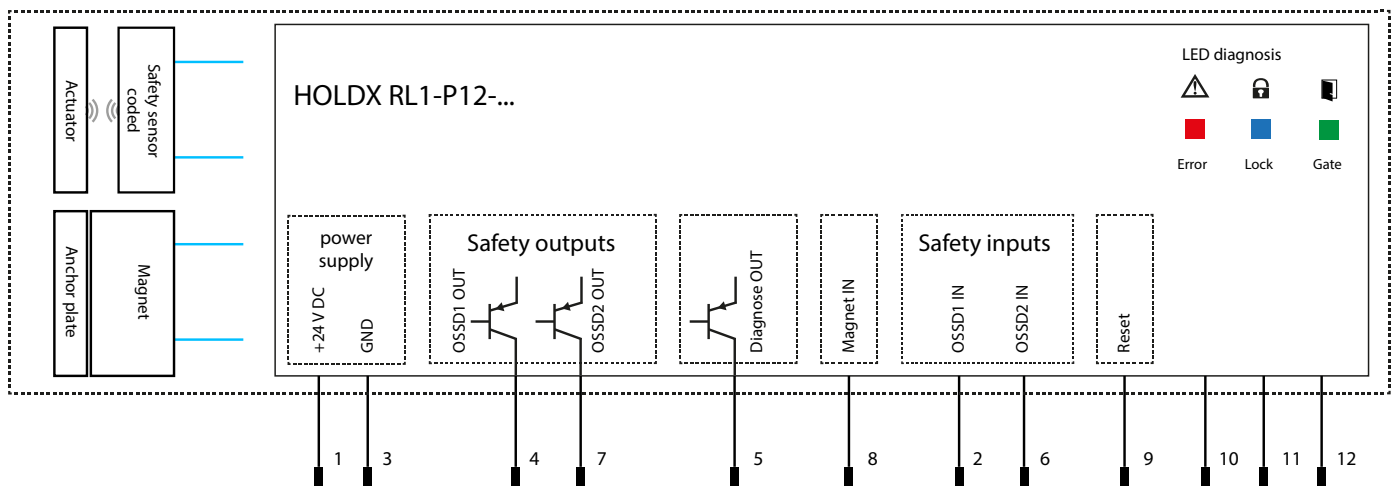 Actuator
Safety sensor
coded
Anchor plate
Magnet
HOLDX RL1-P12-...
LED diagnosis
Error
Lock
Gate
power
supply
+24 V DC
GND
Safety outputs
OSSD1 OUT
OSSD2 OUT
Diagnose OUT
Magnet IN
Safety inputs
OSSD1 IN
OSSD2 IN
Reset
1
3
4
7
5
8
2
6
9
10
11
12